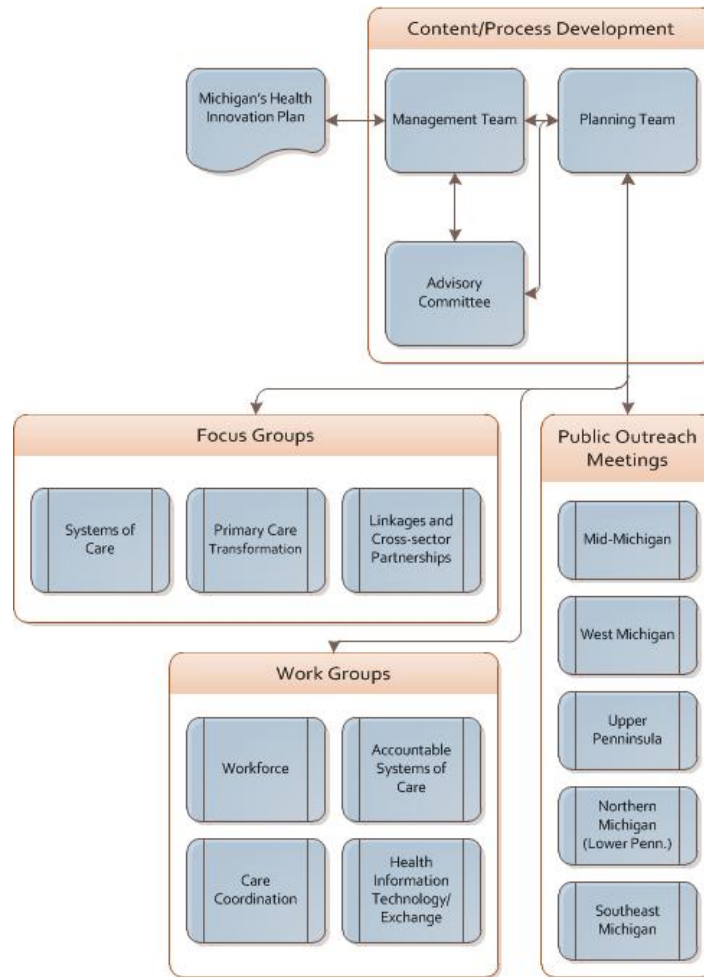 Content/Process Development
Michigan's Health
Innovation Plan
Management Team
Planning Team
Advisory
Committee
Focus Groups
Systems of
Care
Primary Care
Transformation
Linkages and
Cross-sector
Partnerships
Public Outreach
Meetings
Mid-Michigan
West Michigan
Upper
Penninsula
Northern
Michigan
(Lower Penn.)
Southeast
Michigan
Work Groups
Workforce
Accountable
Systems of
Care
Care
Coordination
Health
Information
Technology/
Exchange